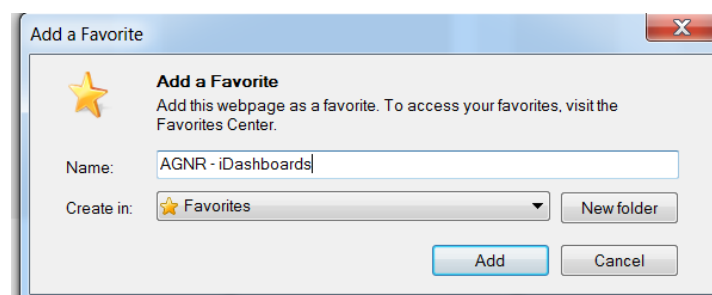 Add a Favorite
Add a Favorite
Add this webpage as a favorite. To access your favorites, visit the
Favorites Center.
Name: AGNR - iDashboards
Create in: Favorites New folder
Add Cancel